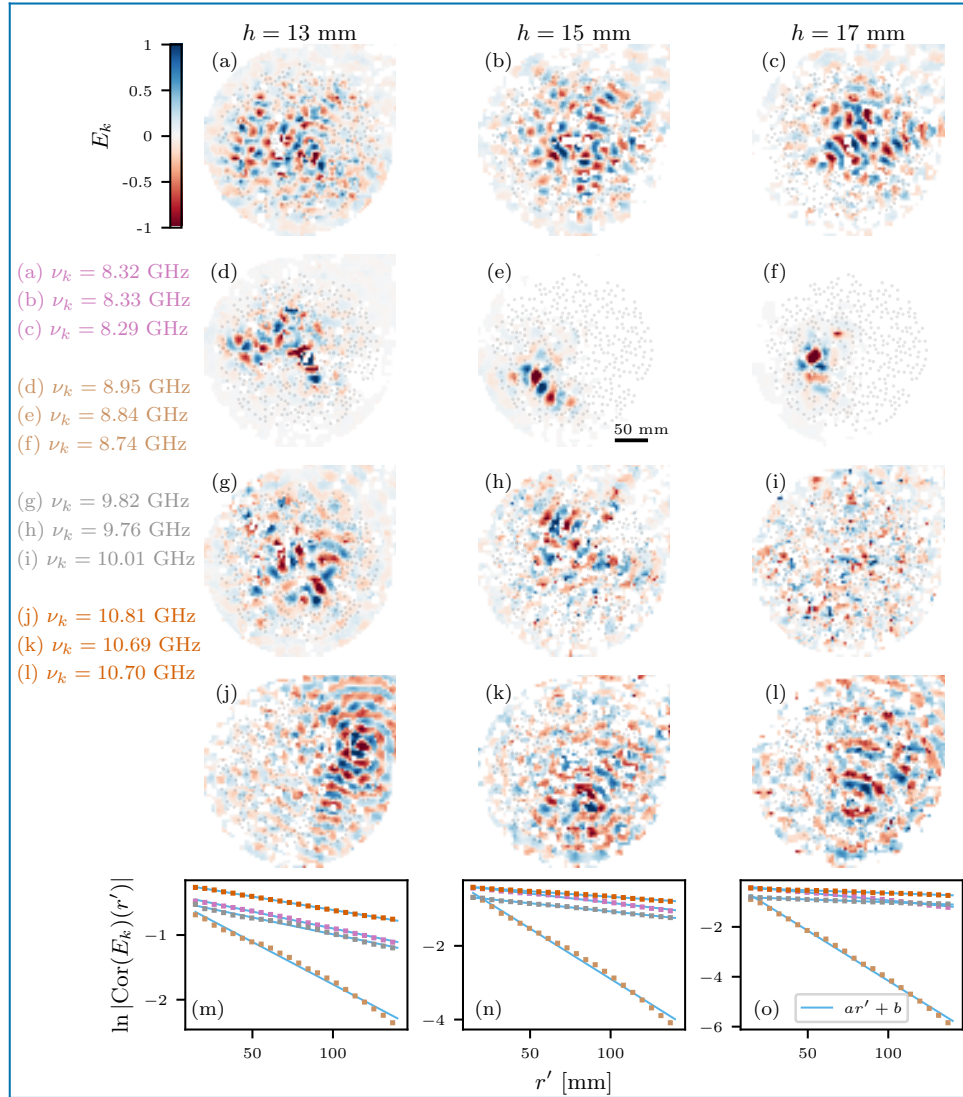 h = 13 mm
h = 15 mm
h = 17 mm
(a)
(b)
(c)
1
0.5
0
-0.5
-1
E_k
(a) ν_k = 8.32 GHz
(b) ν_k = 8.33 GHz
(c) ν_k = 8.29 GHz
(d) ν_k = 8.95 GHz
(e) ν_k = 8.84 GHz
(f) ν_k = 8.74 GHz
(g) ν_k = 9.82 GHz
(h) ν_k = 9.76 GHz
(i) ν_k = 10.01 GHz
(j) ν_k = 10.81 GHz
(k) ν_k = 10.69 GHz
(l) ν_k = 10.70 GHz
(d)
(e)
(f)
50 mm
(g)
(h)
(i)
(j)
(k)
(l)
ln |Cor(E_k)(r′)|
−1
−2
(m)
50
100
−2
−4
(n)
50
100
−2
−4
−6
(o)
ar′ + b
50
100
r′ [mm]